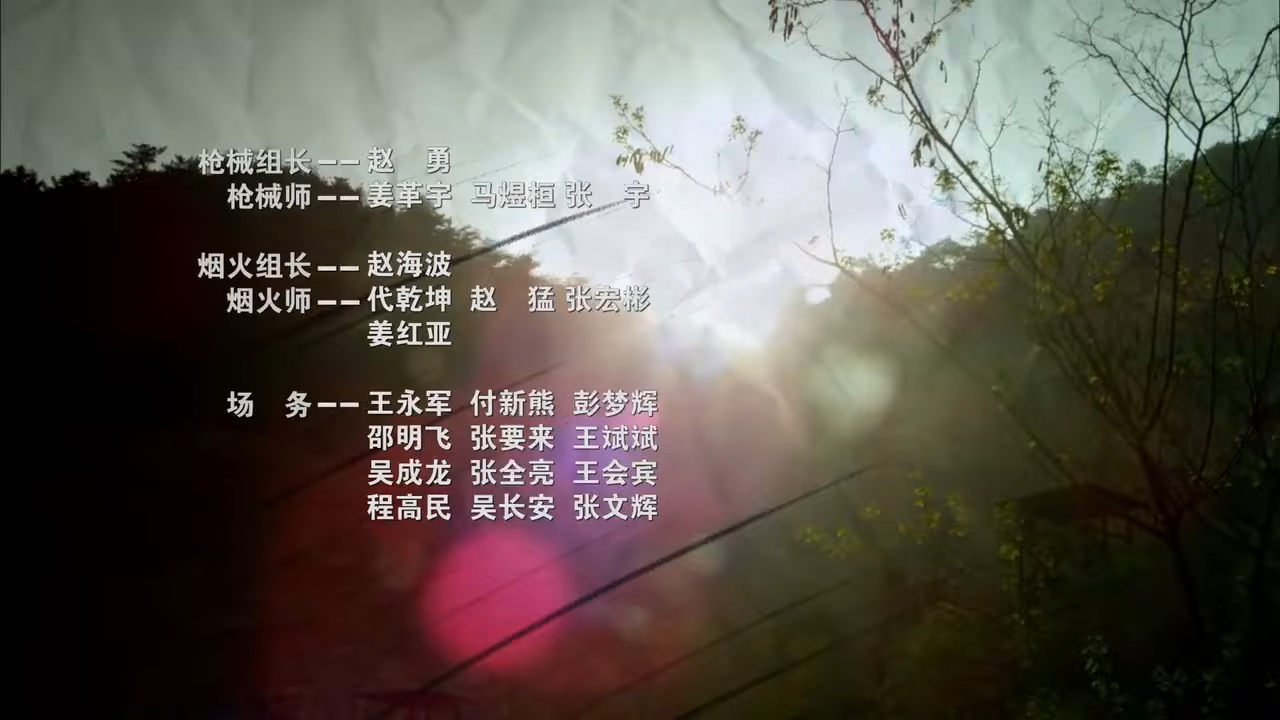 枪械组长——赵　勇
枪械师——姜革宇 马煜桓 张　宇
烟火组长——赵海波
烟火师——代乾坤 赵　猛 张宏彬
姜红亚
场　务——王永军 付新熊 彭梦辉
邵明飞 张要来 王斌斌
吴成龙 张全亮 王会宾
程高民 吴长安 张文辉